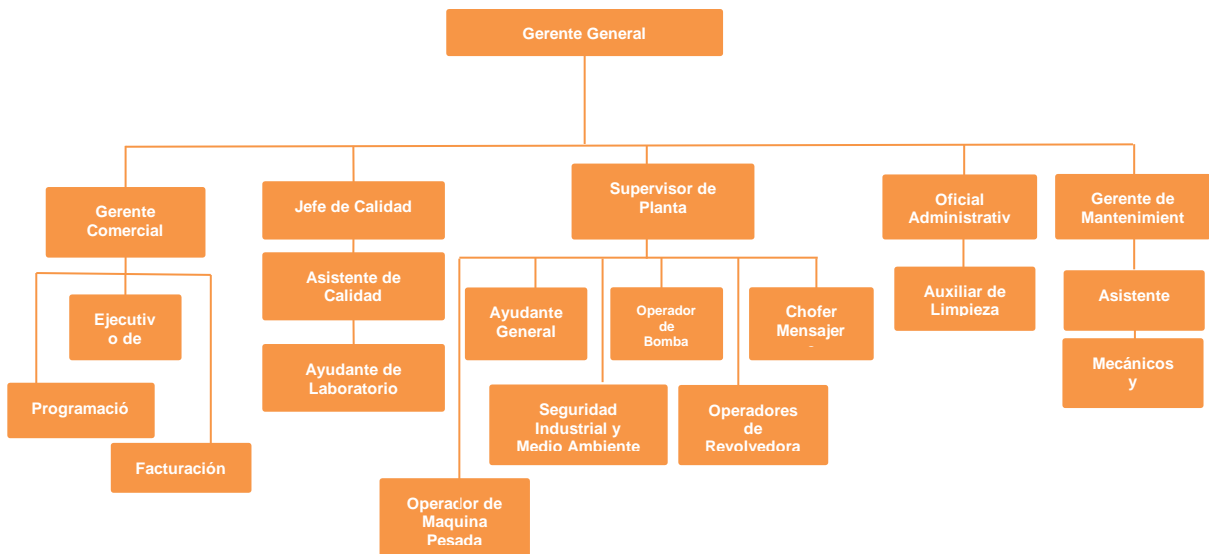 Gerente General
Gerente
Comercial
Jefe de Calidad
Supervisor de
Planta
Oficial
Administrativ
Gerente de
Mantenimient
Asistente de
Calidad
Ayudante
General
Operador
de
Bomba
Chofer
Mensajer
Auxiliar de
Limpieza
Asistente
Ejecutiv
o de
Ayudante de
Laboratorio
Mecánicos
y
Programació
Seguridad
Industrial y
Medio Ambiente
Operadores
de
Revolvedora
Facturación
Operador de
Maquina
Pesada